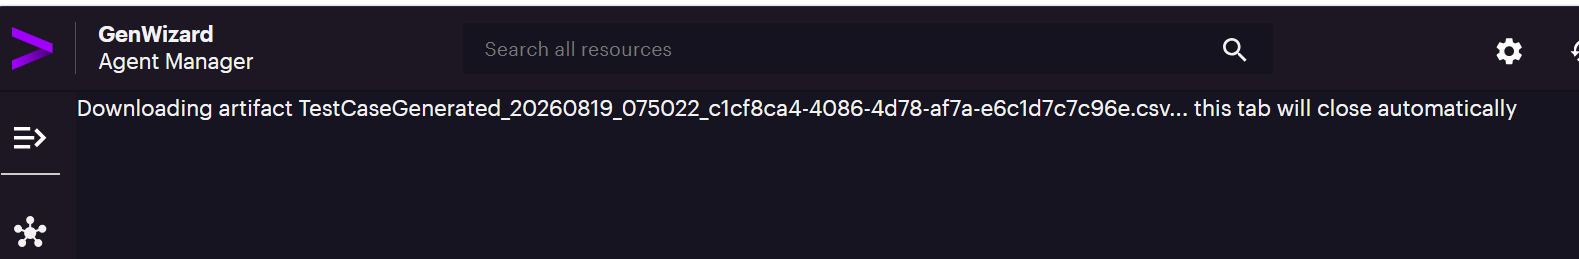 GenWizard
Agent Manager
Search all resources
Downloading artifact TestCaseGenerated_20260819_075022_c1cf8ca4-4086-4d78-af7a-e6c1d7c7c96e.csv... this tab will close automatically